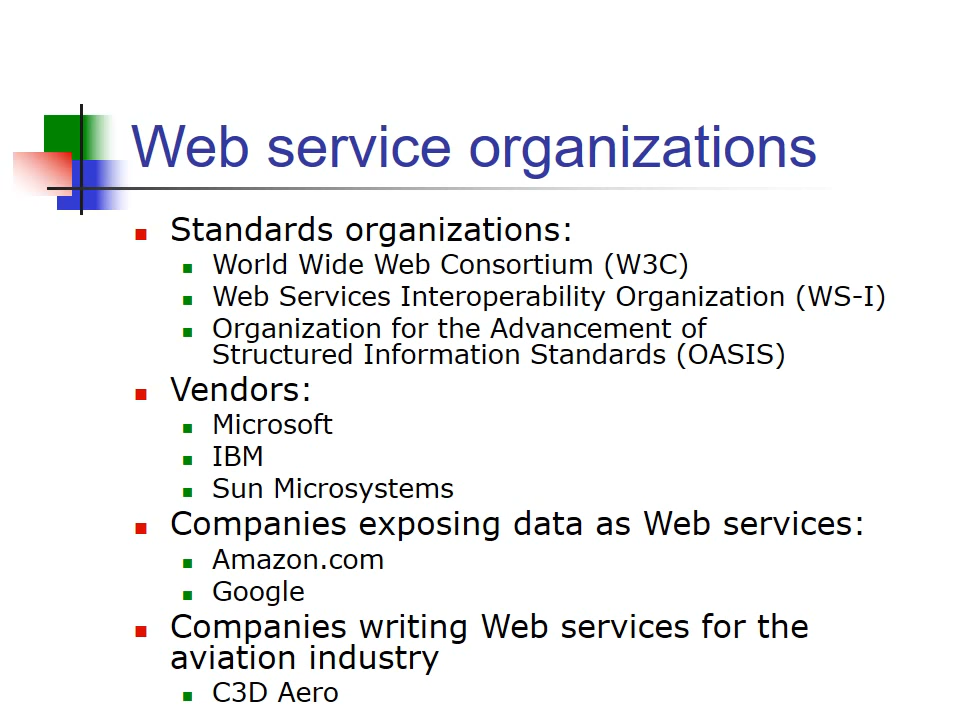 Web service organizations
Standards organizations:
World Wide Web Consortium (W3C)
Web Services Interoperability Organization (WS-I)
Organization for the Advancement of
Structured Information Standards (OASIS)
Vendors:
Microsoft
IBM
Sun Microsystems
Companies exposing data as Web services:
Amazon.com
Google
Companies writing Web services for the
aviation industry
C3D Aero